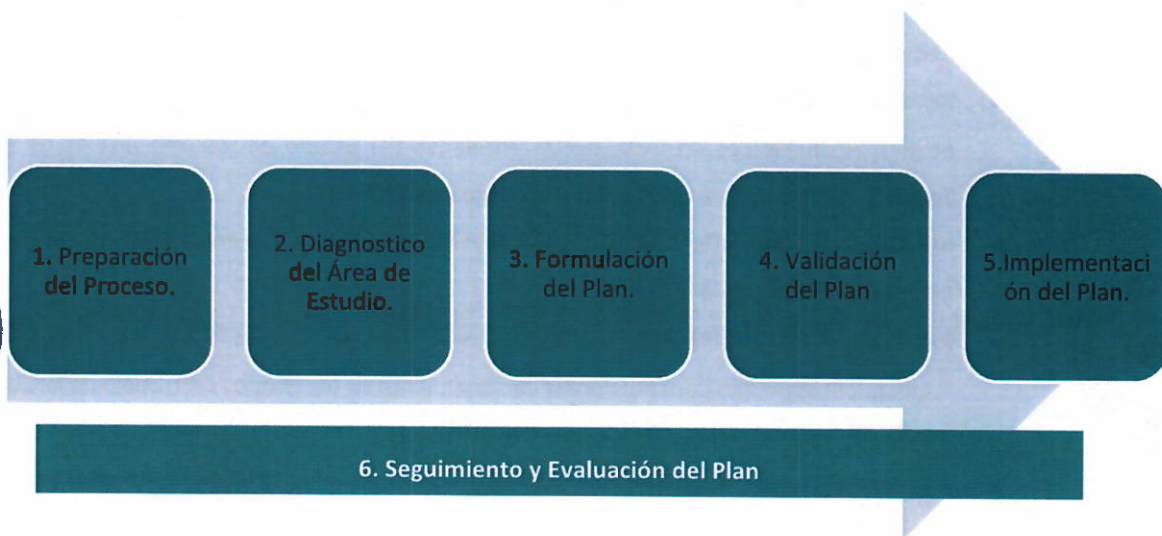 1. Preparación
del Proceso.
2. Diagnostico
del Área de
Estudio.
3. Formulación
del Plan.
4. Validación
del Plan
5.Implementaci
ón del Plan.
6. Seguimiento y Evaluación del Plan